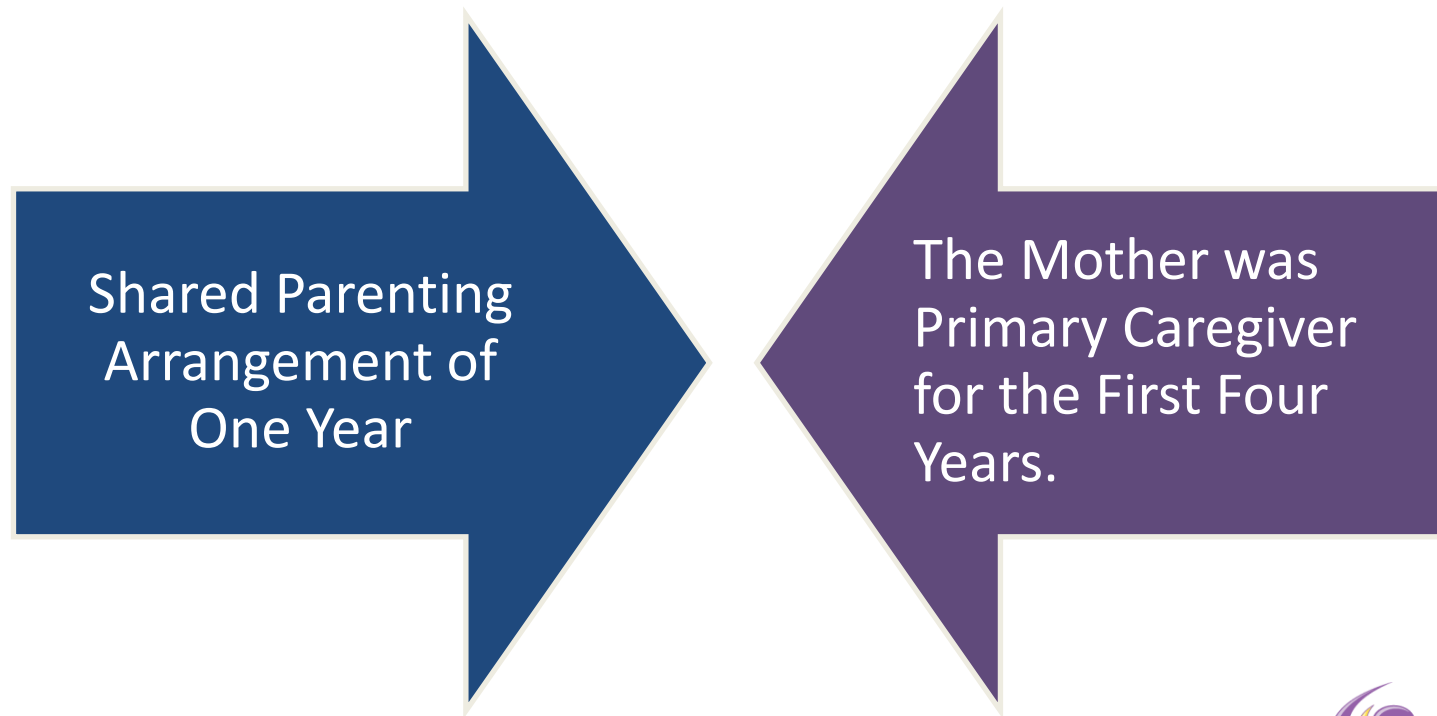 Shared Parenting
Arrangement of
One Year
The Mother was
Primary Caregiver
for the First Four
Years.